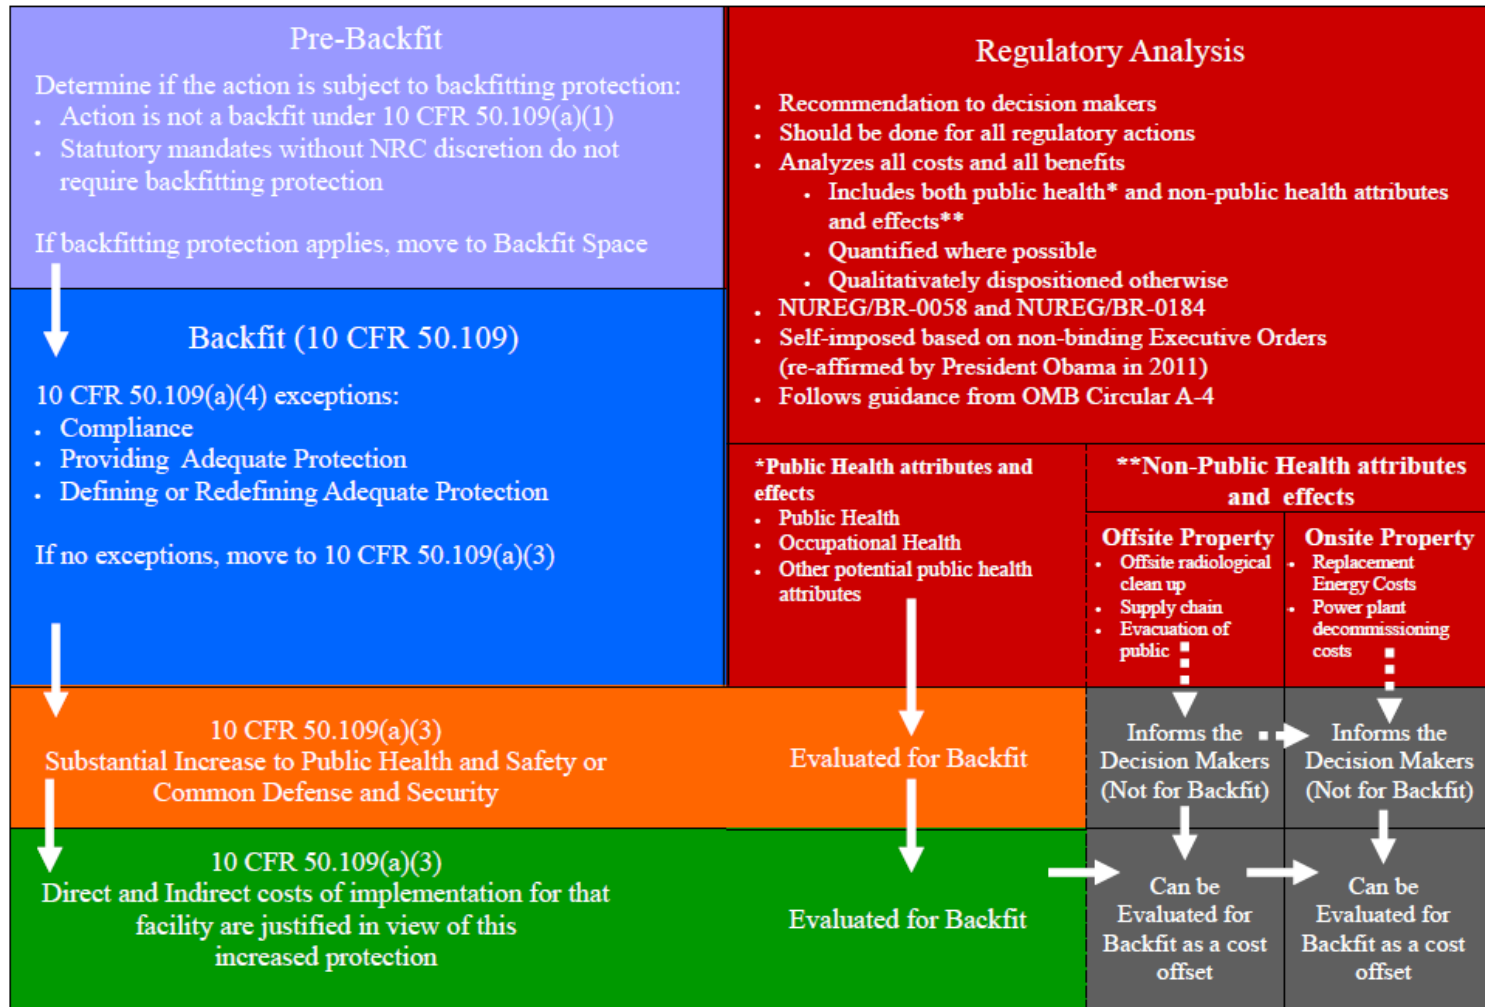 Pre-Backfit
Determine if the action is subject to backfitting protection:
• Action is not a backfit under 10 CFR 50.109(a)(1)
• Statutory mandates without NRC discretion do not
require backfitting protection
If backfitting protection applies, move to Backfit Space
Backfit (10 CFR 50.109)
10 CFR 50.109(a)(4) exceptions:
• Compliance
• Providing Adequate Protection
• Defining or Redefining Adequate Protection
If no exceptions, move to 10 CFR 50.109(a)(3)
Regulatory Analysis
• Recommendation to decision makers
• Should be done for all regulatory actions
• Analyzes all costs and all benefits
• Includes both public health* and non-public health attributes
and effects**
• Quantified where possible
• Qualitatively dispositioned otherwise
• NUREG/BR-0058 and NUREG/BR-0184
• Self-imposed based on non-binding Executive Orders
(re-affirmed by President Obama in 2011)
• Follows guidance from OMB Circular A-4
*Public Health attributes and
effects
• Public Health
• Occupational Health
• Other potential public health
attributes
**Non-Public Health attributes
and effects
Offsite Property
• Offsite radiological
clean up
• Supply chain
• Evacuation of
public
Onsite Property
• Replacement
Energy Costs
• Power plant
decommissioning
costs
10 CFR 50.109(a)(3)
Substantial Increase to Public Health and Safety or
Common Defense and Security
Evaluated for Backfit
Informs the
Decision Makers
(Not for Backfit)
Informs the
Decision Makers
(Not for Backfit)
10 CFR 50.109(a)(3)
Direct and Indirect costs of implementation for that
facility are justified in view of this
increased protection
Evaluated for Backfit
Can be
Evaluated for
Backfit as a cost
offset
Can be
Evaluated for
Backfit as a cost
offset